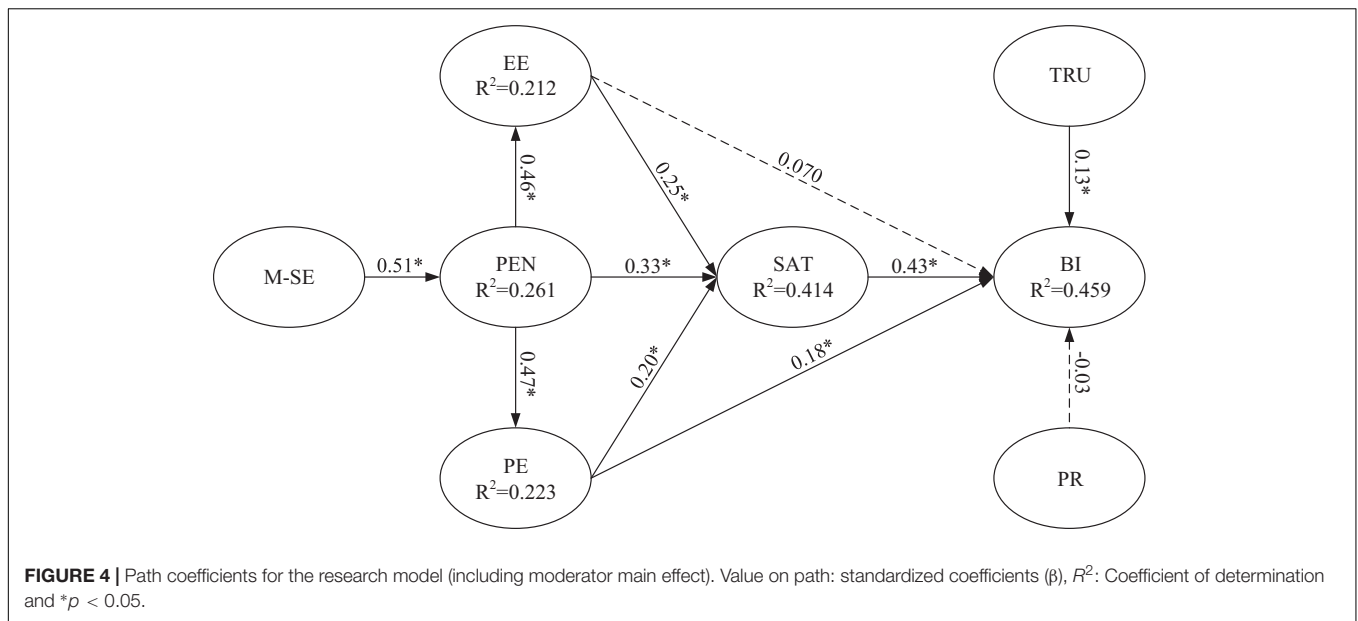 EE
R²=0.212
TRU
0.46*
0.25*
0.070
0.13*
M-SE
0.51*
PEN
R²=0.261
0.33*
SAT
R²=0.414
0.43*
BI
R²=0.459
0.47*
0.20*
0.18*
-0.03
PE
R²=0.223
PR
FIGURE 4 | Path coefficients for the research model (including moderator main effect). Value on path: standardized coefficients (β), R²: Coefficient of determination
and *p < 0.05.